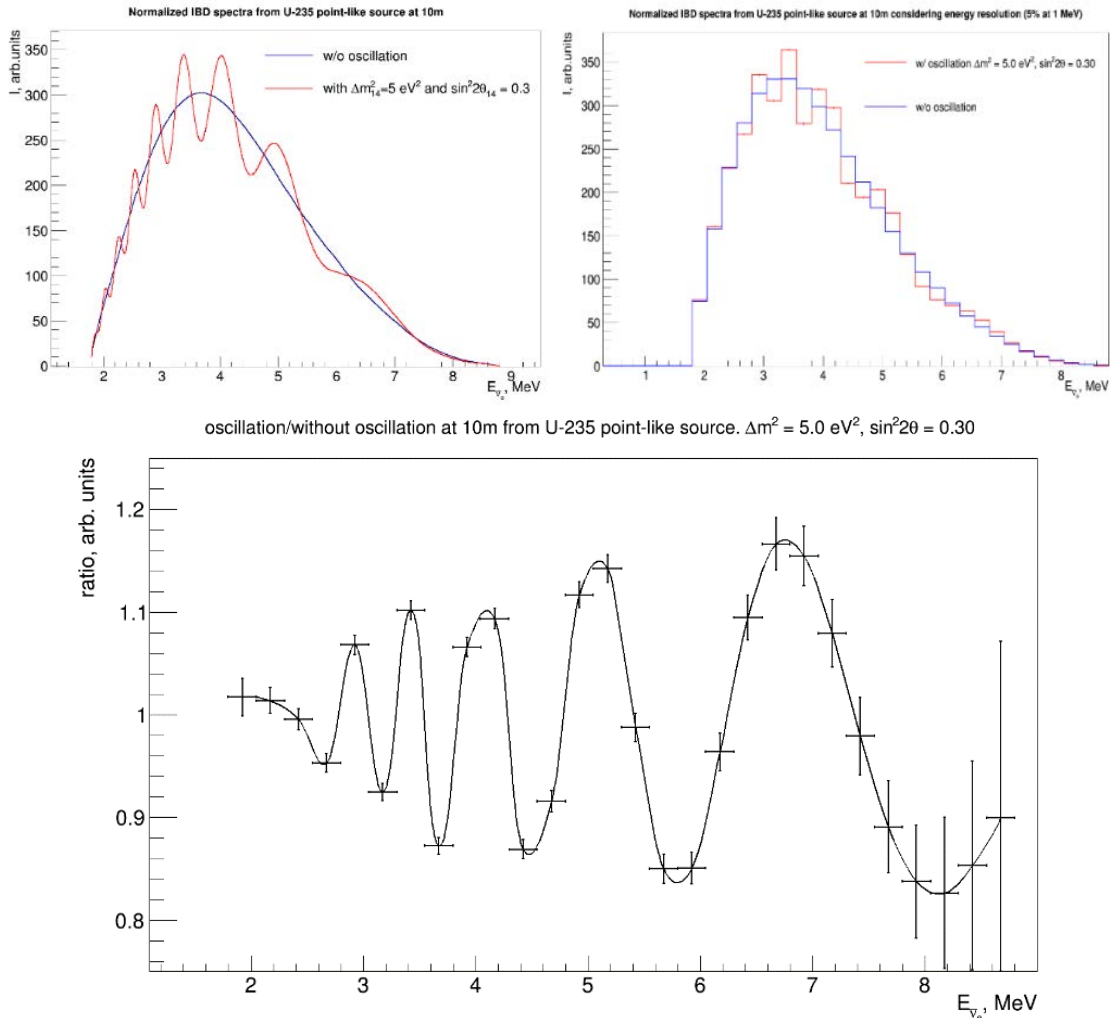 Normalized IBD spectra from U-235 point-like source at 10m
I, arb.units
350
300
250
200
150
100
50
0
w/o oscillation
with Δm²₁₄=5 eV² and sin²2θ₁₄ = 0.3
2 3 4 5 6 7 8 9
E_ν̃ₑ, MeV
Normalized IBD spectra from U-235 point-like source at 10m considering energy resolution (5% at 1 MeV)
I, arb.units
350
300
250
200
150
100
50
0
w/ oscillation Δm² = 5.0 eV², sin²2θ = 0.30
w/o oscillation
1 2 3 4 5 6 7 8
E_ν̃ₑ, MeV
oscillation/without oscillation at 10m from U-235 point-like source. Δm² = 5.0 eV², sin²2θ = 0.30
ratio, arb. units
1.2
1.1
1
0.9
0.8
2 3 4 5 6 7 8
E_ν̃ₑ, MeV